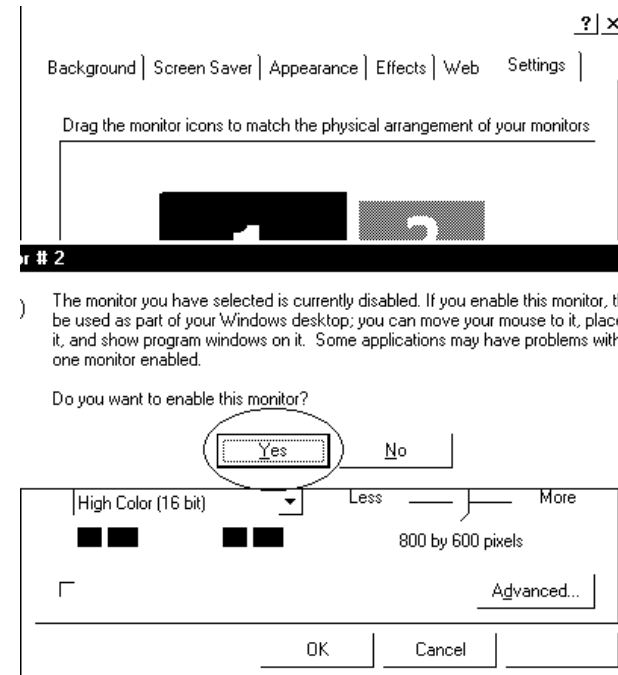 ? ×
Background Screen Saver Appearance Effects Web Settings
Drag the monitor icons to match the physical arrangement of your monitors
1 2
# 2
The monitor you have selected is currently disabled. If you enable this monitor,
be used as part of your Windows desktop; you can move your mouse to it, place
it, and show program windows on it. Some applications may have problems with
one monitor enabled.
Do you want to enable this monitor?
Yes No
High Color (16 bit) Less More
800 by 600 pixels
Advanced...
OK Cancel